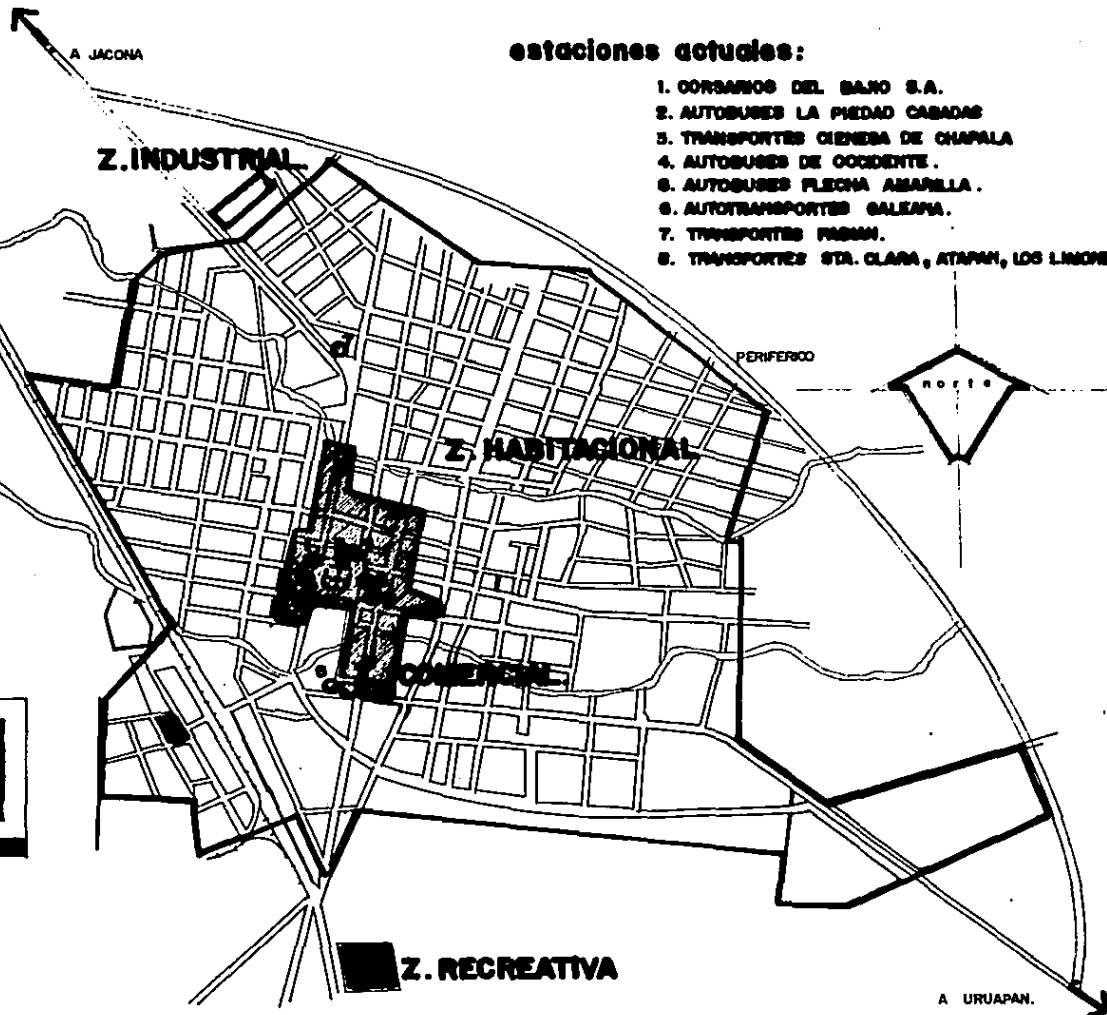 A JACONA
estaciones actuales:
1. CORSARIOS DEL BAJIO S.A.
2. AUTOBUSES LA PIEDAD CABADAS
3. TRANSPORTES CIENEGA DE CHAPALA
4. AUTOBUSES DE OCCIDENTE.
5. AUTOBUSES FLECHA AMARILLA.
6. AUTOTRANSPORTES GALEANA.
7. TRANSPORTES
8. TRANSPORTES STA. CLARA, ATAPAN, LOS
Z. INDUSTRIAL.
PERIFERICO
norte
7
Z. HABITACIONAL
COMERCIAL.
Z. RECREATIVA
A URUAPAN.